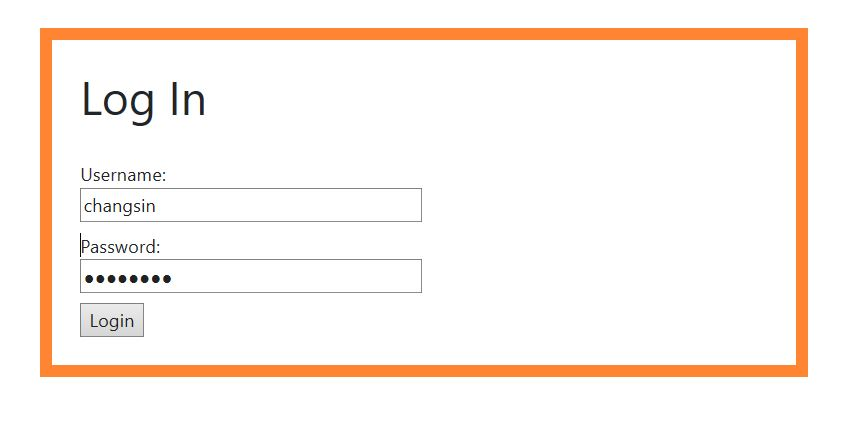 Log In
Username:
changsin
Password:
●●●●●●●●
Login